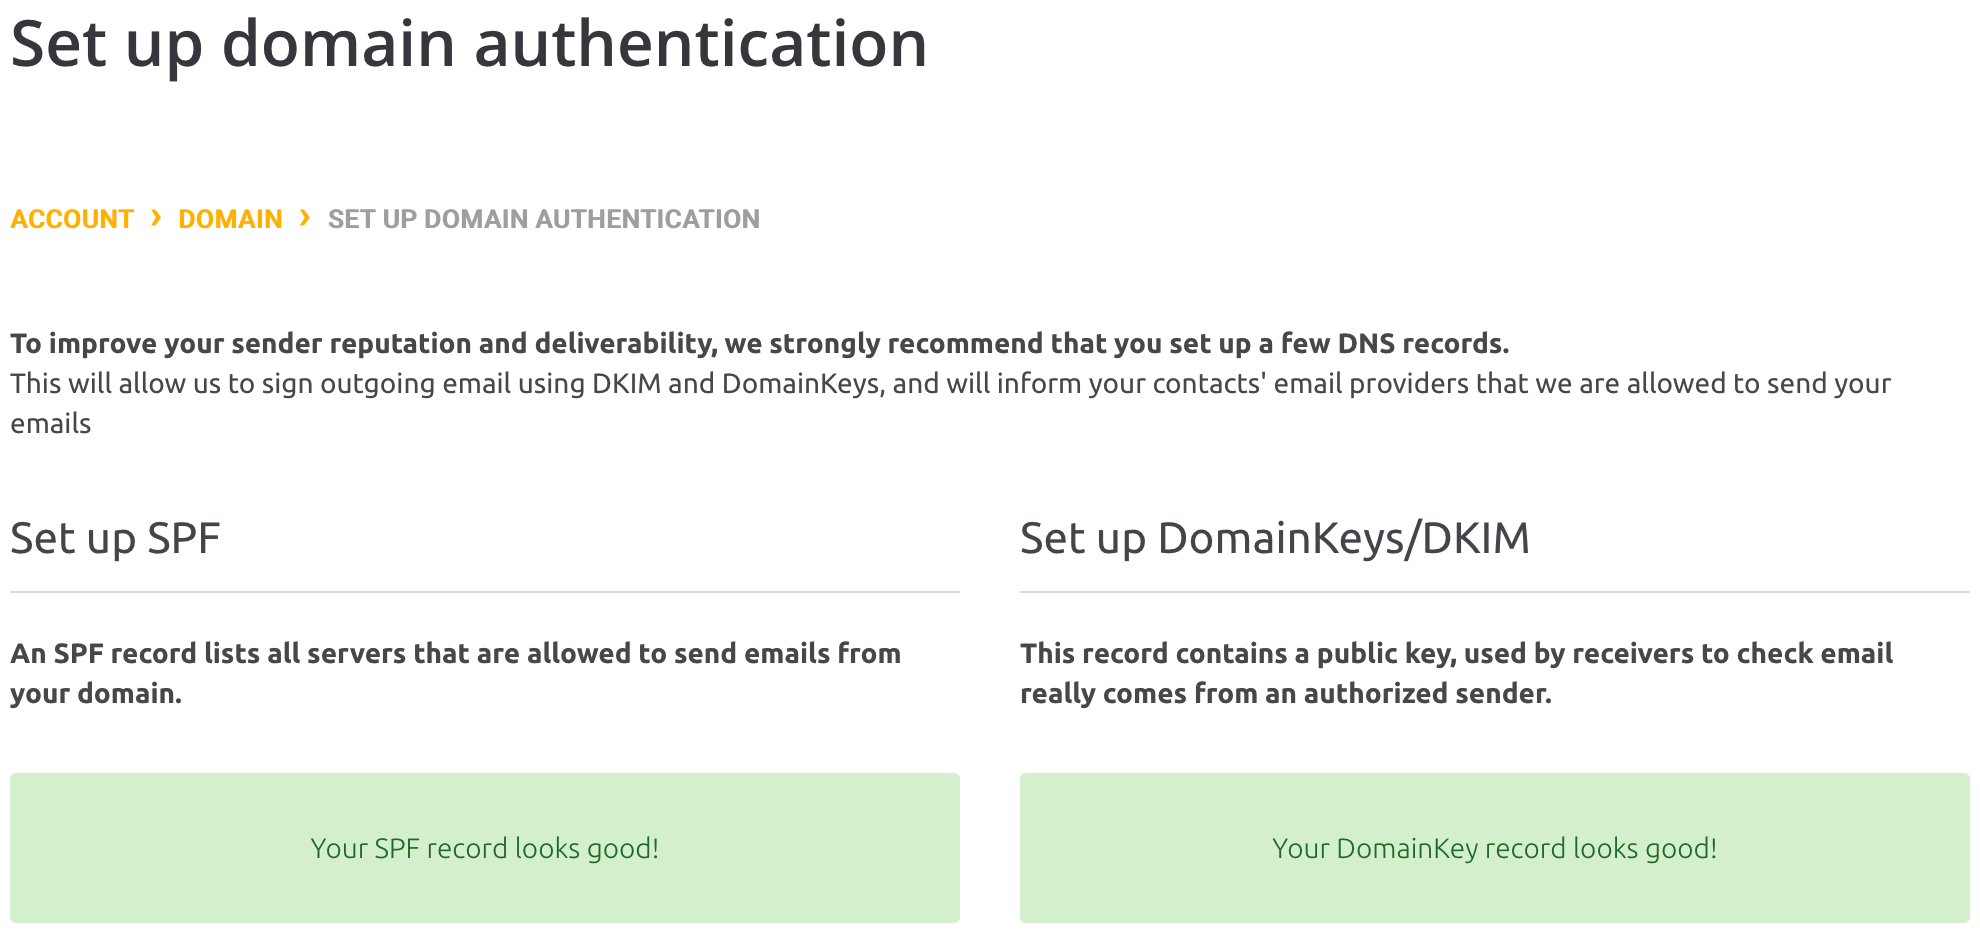 Set up domain authentication
ACCOUNT › DOMAIN › SET UP DOMAIN AUTHENTICATION
To improve your sender reputation and deliverability, we strongly recommend that you set up a few DNS records.
This will allow us to sign outgoing email using DKIM and DomainKeys, and will inform your contacts' email providers that we are allowed to send your
emails
Set up SPF
An SPF record lists all servers that are allowed to send emails from
your domain.
Your SPF record looks good!
Set up DomainKeys/DKIM
This record contains a public key, used by receivers to check email
really comes from an authorized sender.
Your DomainKey record looks good!